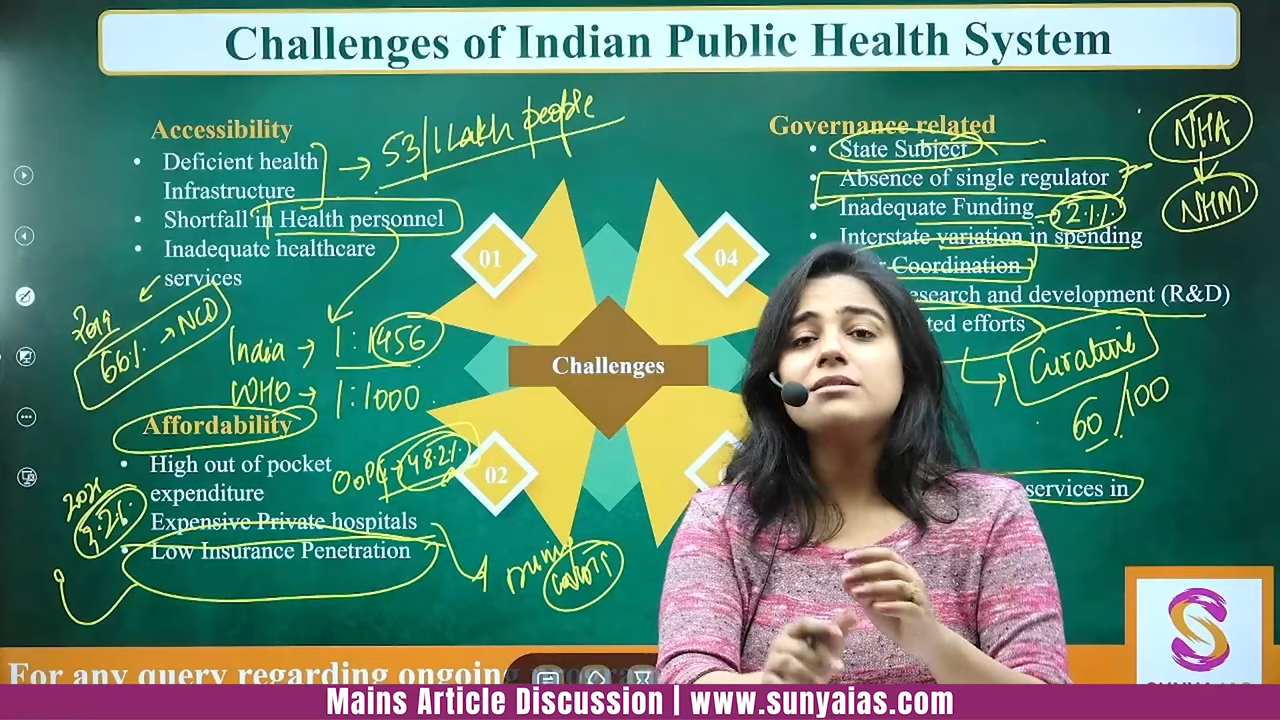 Challenges of Indian Public Health System
Accessibility
• Deficient health
Infrastructure
• Shortfall in Health personnel
• Inadequate healthcare
services
53/1 Lakh people
2019
66% → NCD
India → 1:1456
WHO → 1:1000
Affordability
• High out of pocket
expenditure
Expensive Private hospitals
• Low Insurance Penetration
OOPE → 48.2%
2021
3.2%
During
Covid
01
02
04
Challenges
Governance related
• State Subject
• Absence of single regulator
• Inadequate Funding → 2.1%
• Interstate variation in spending
Coordination
research and development (R&D)
efforts
services in
NHA
NHM
Curative
60/100
For any query regarding ongoing
Mains Article Discussion | www.sunyaias.com